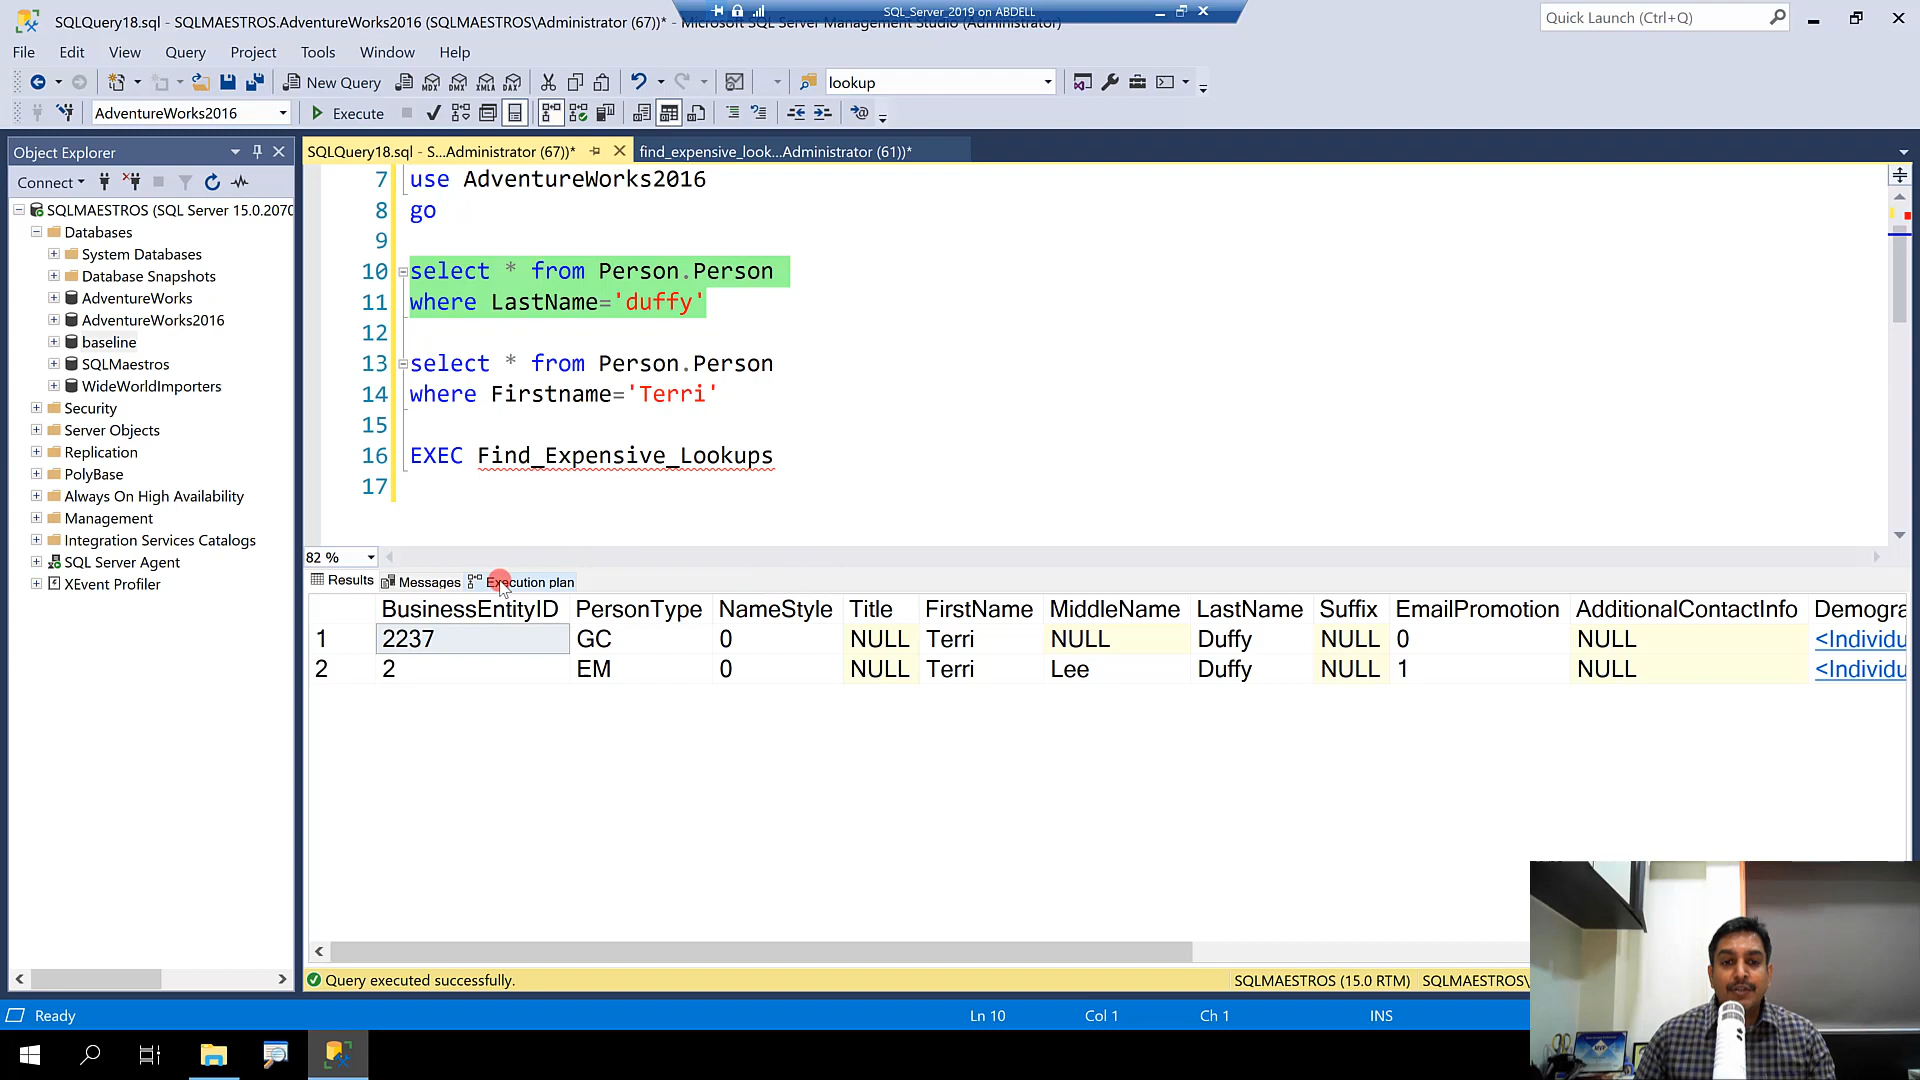 SQLQuery18.sql - SQLMAESTROS.AdventureWorks2016 (SQLMAESTROS\Administrator (67))* - Microsoft SQL Server Management Studio (Administrator)
SQL_Server_2019 on ABDELL
Quick Launch (Ctrl+Q)
File Edit View Query Project Tools Window Help
New Query
MDX DMX XMLA DAX
lookup
AdventureWorks2016
Execute
Object Explorer
SQLQuery18.sql - S...Administrator (67))*
find_expensive_look...Administrator (61))*
Connect
SQLMAESTROS (SQL Server 15.0.2070
Databases
System Databases
Database Snapshots
AdventureWorks
AdventureWorks2016
baseline
SQLMaestros
WideWorldImporters
Security
Server Objects
Replication
PolyBase
Always On High Availability
Management
Integration Services Catalogs
SQL Server Agent
XEvent Profiler
7 use AdventureWorks2016
8 go
9
10 select * from Person.Person
11 where LastName='duffy'
12
13 select * from Person.Person
14 where Firstname='Terri'
15
16 EXEC Find_Expensive_Lookups
17
82 %
Results Messages Execution plan
BusinessEntityID PersonType NameStyle Title FirstName MiddleName LastName Suffix EmailPromotion AdditionalContactInfo Demogra
1 2237 GC 0 NULL Terri NULL Duffy NULL 0 NULL <Individu
2 2 EM 0 NULL Terri Lee Duffy NULL 1 NULL <Individu
Query executed successfully.
SQLMAESTROS (15.0 RTM) SQLMAESTROS\
Ready
Ln 10 Col 1 Ch 1 INS